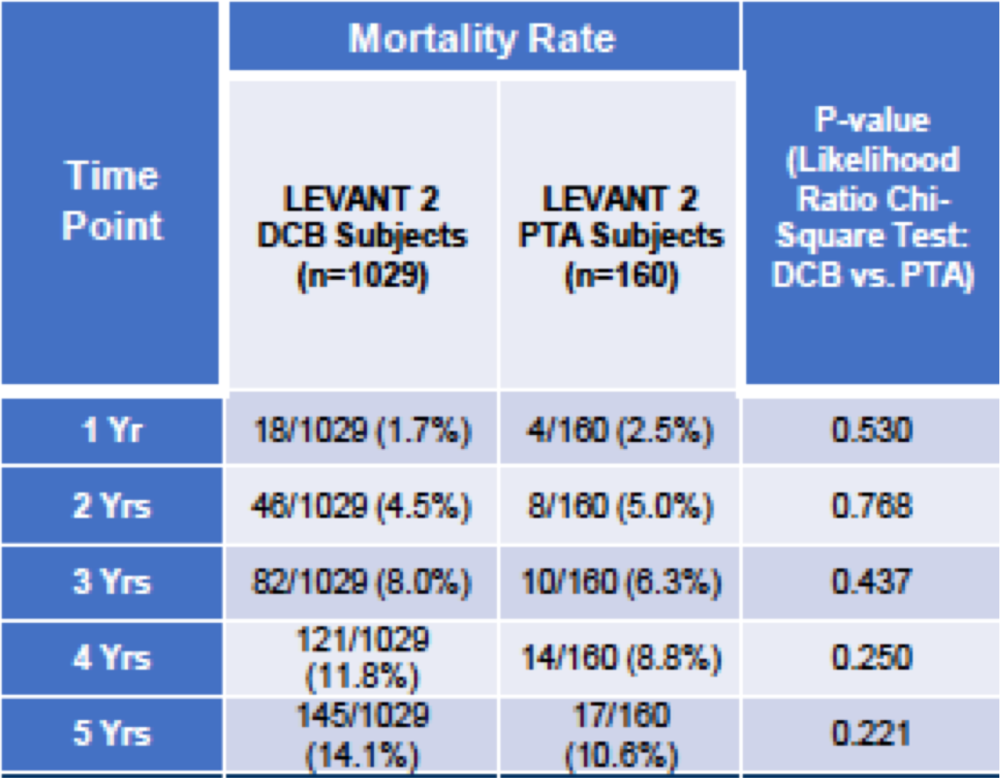 Time
Point
Mortality Rate
P-value
(Likelihood
Ratio Chi-
Square Test:
DCB vs. PTA)
LEVANT 2
DCB Subjects
(n=1029)
LEVANT 2
PTA Subjects
(n=160)
1 Yr 18/1029 (1.7%) 4/160 (2.5%) 0.530
2 Yrs 46/1029 (4.5%) 8/160 (5.0%) 0.768
3 Yrs 82/1029 (8.0%) 10/160 (6.3%) 0.437
4 Yrs 121/1029
(11.8%) 14/160 (8.8%) 0.250
5 Yrs 145/1029
(14.1%) 17/160
(10.6%) 0.221